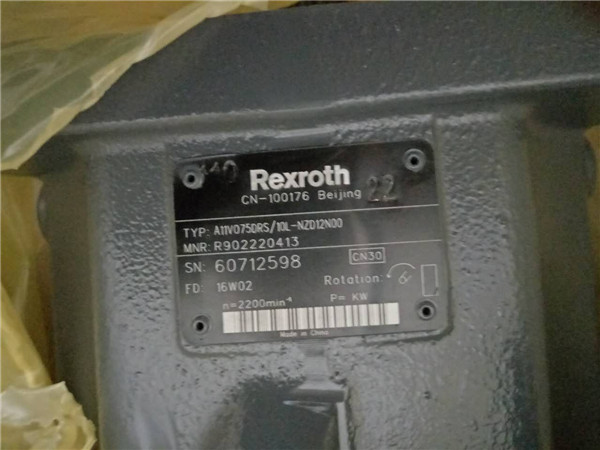 Rexroth
CN-100176 Beijing
22
TYP: A11VO75DRS/10L-NZD12N00
MNR: R902220413
SN: 60712598
CN30
FD: 16W02
Rotation:
n=2200min⁻¹ P= KW
Made in China